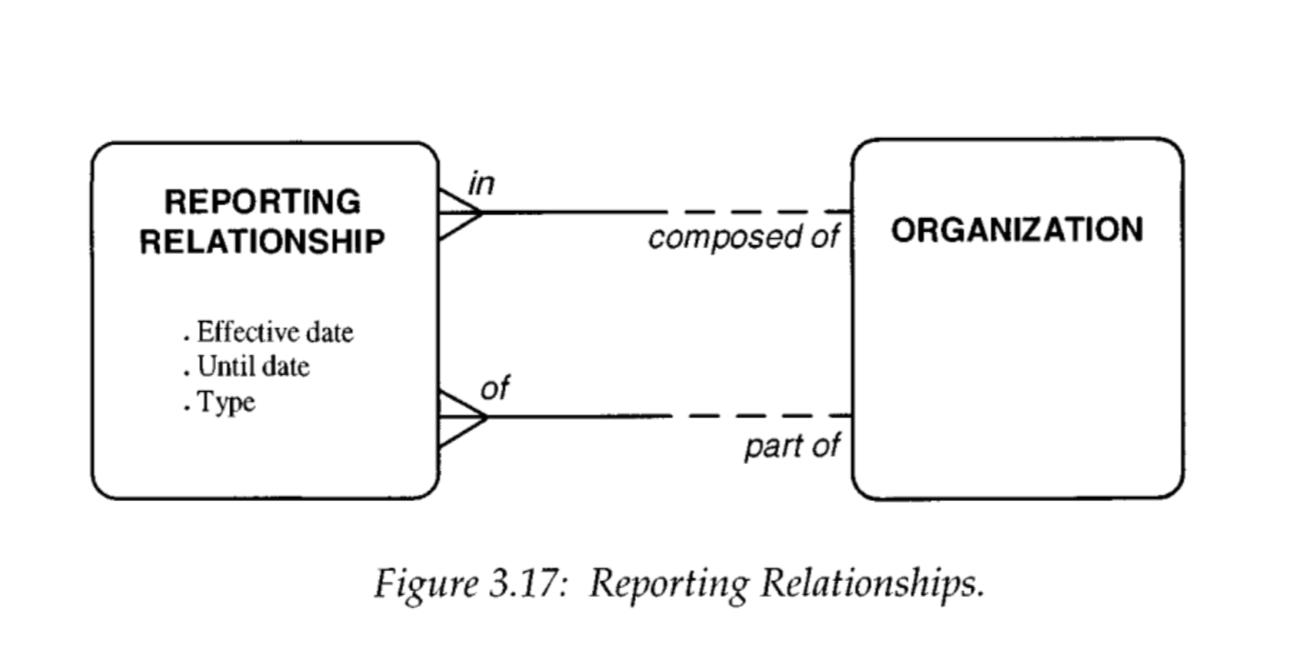 REPORTING
RELATIONSHIP
. Effective date
. Until date
. Type
in
composed of
of
part of
ORGANIZATION
Figure 3.17: Reporting Relationships.